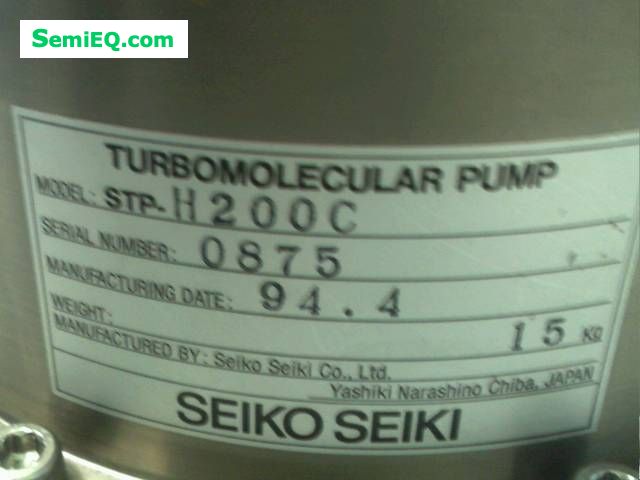 SemiEQ.com
TURBOMOLECULAR PUMP
MODEL: STP-H200C
SERIAL NUMBER: 0875
MANUFACTURING DATE: 94.4
WEIGHT: 15 KG
MANUFACTURED BY: Seiko Seiki Co., Ltd.
Yashiki Narashino Chiba, JAPAN
SEIKO SEIKI